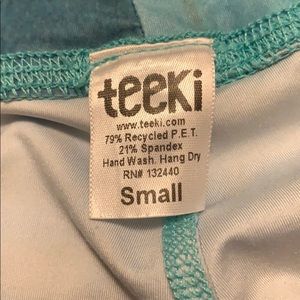 teeki
www.teeki.com
79% Recycled P.E.T.
21% Spandex
Hand Wash. Hang Dry
RN# 132440
Small